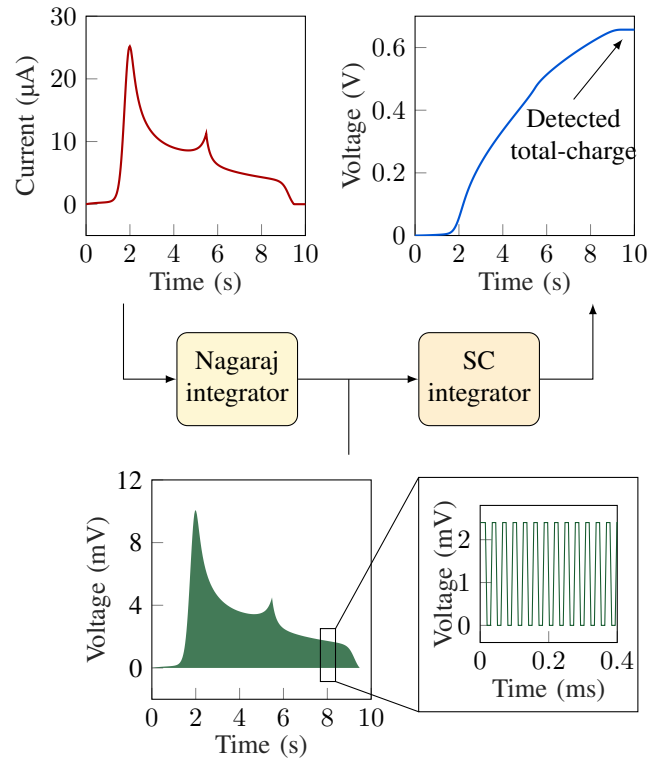 30
20
10
0
Current (µA)
0 2 4 6 8 10
Time (s)
0.6
0.4
0.2
0
Voltage (V)
0 2 4 6 8 10
Time (s)
Detected
total-charge
Nagaraj
integrator
SC
integrator
12
8
4
0
Voltage (mV)
0 2 4 6 8 10
Time (s)
2
1
0
Voltage (mV)
0 0.2 0.4
Time (ms)